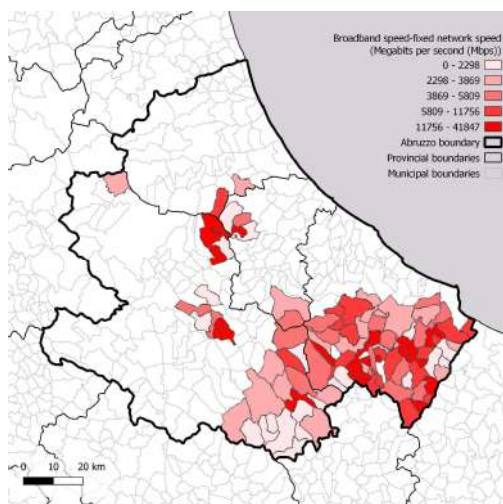 Broadband speed-fixed network speed
(Megabits per second (Mbps))
0 - 2298
2298 - 3869
3869 - 5809
5809 - 11756
11756 - 41847
Abruzzo boundary
Provincial boundaries
Municipal boundaries
0 10 20 km